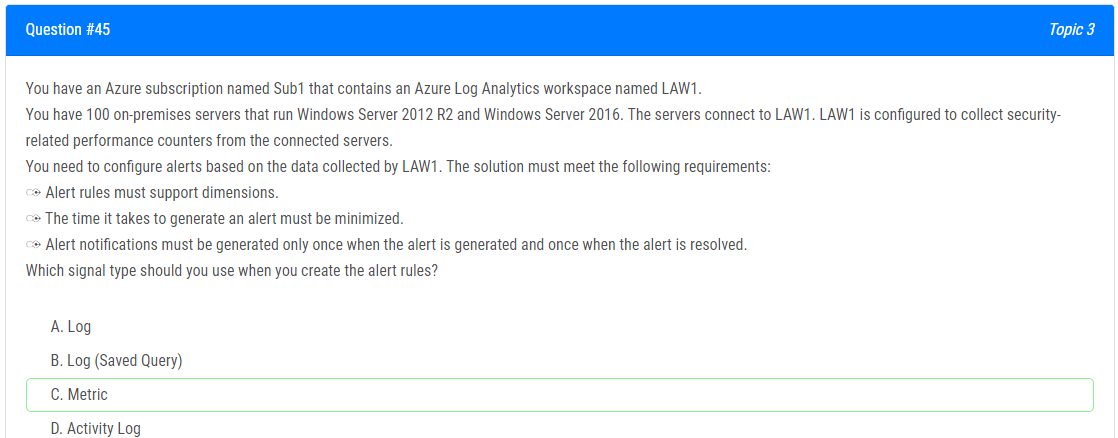 Question #45
Topic 3
You have an Azure subscription named Sub1 that contains an Azure Log Analytics workspace named LAW1.
You have 100 on-premises servers that run Windows Server 2012 R2 and Windows Server 2016. The servers connect to LAW1. LAW1 is configured to collect security-
related performance counters from the connected servers.
You need to configure alerts based on the data collected by LAW1. The solution must meet the following requirements:
Alert rules must support dimensions.
The time it takes to generate an alert must be minimized.
Alert notifications must be generated only once when the alert is generated and once when the alert is resolved.
Which signal type should you use when you create the alert rules?
A. Log
B. Log (Saved Query)
C. Metric
D. Activity Log